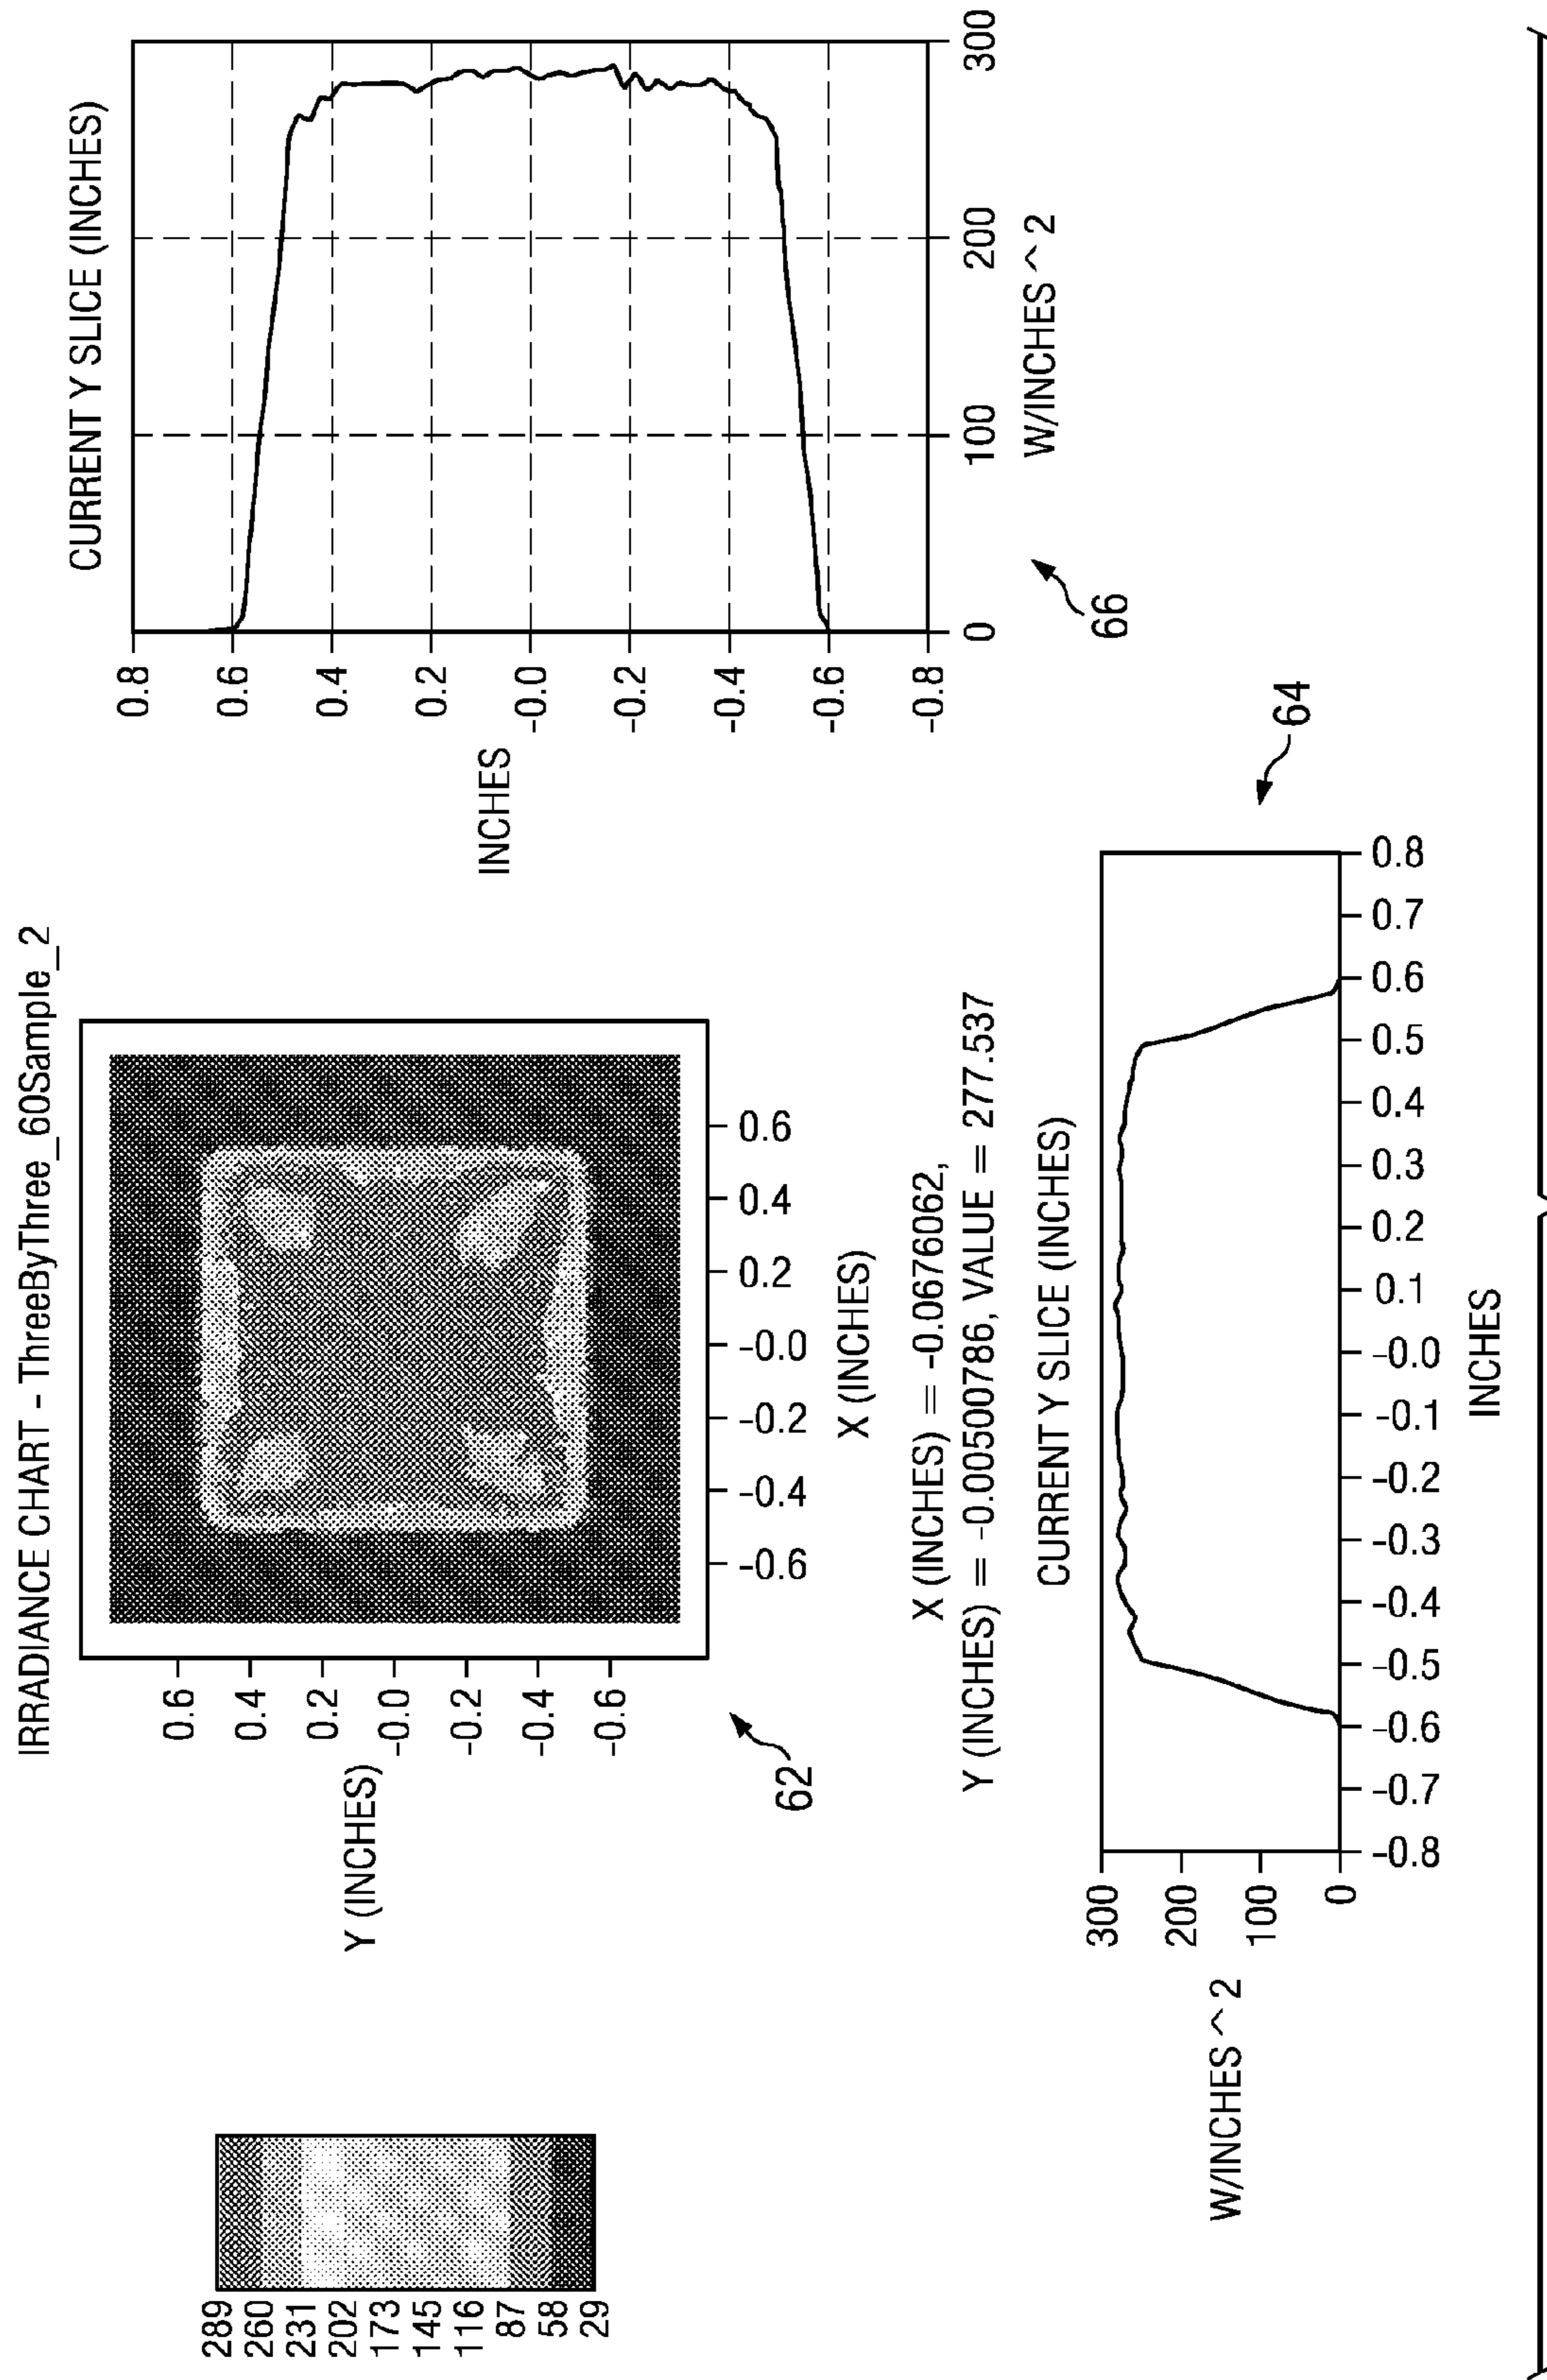 289
260
231
202
173
145
116
87
58
29
IRRADIANCE CHART - ThreeByThree_60Sample_2
Y (INCHES)
0.6
0.4
0.2
-0.0
-0.2
-0.4
-0.6
-0.6 -0.4 -0.2 -0.0 0.2 0.4 0.6
X (INCHES)
62
X (INCHES) = -0.0676062,
Y (INCHES) = -0.00500786, VALUE = 277.537
CURRENT Y SLICE (INCHES)
W/INCHES ^ 2
300
200
100
0
-0.8 -0.7 -0.6 -0.5 -0.4 -0.3 -0.2 -0.1 -0.0 0.1 0.2 0.3 0.4 0.5 0.6 0.7 0.8
INCHES
64
CURRENT Y SLICE (INCHES)
INCHES
0.8
0.6
0.4
0.2
-0.0
-0.2
-0.4
-0.6
-0.8
0 100 200 300
W/INCHES ^ 2
66